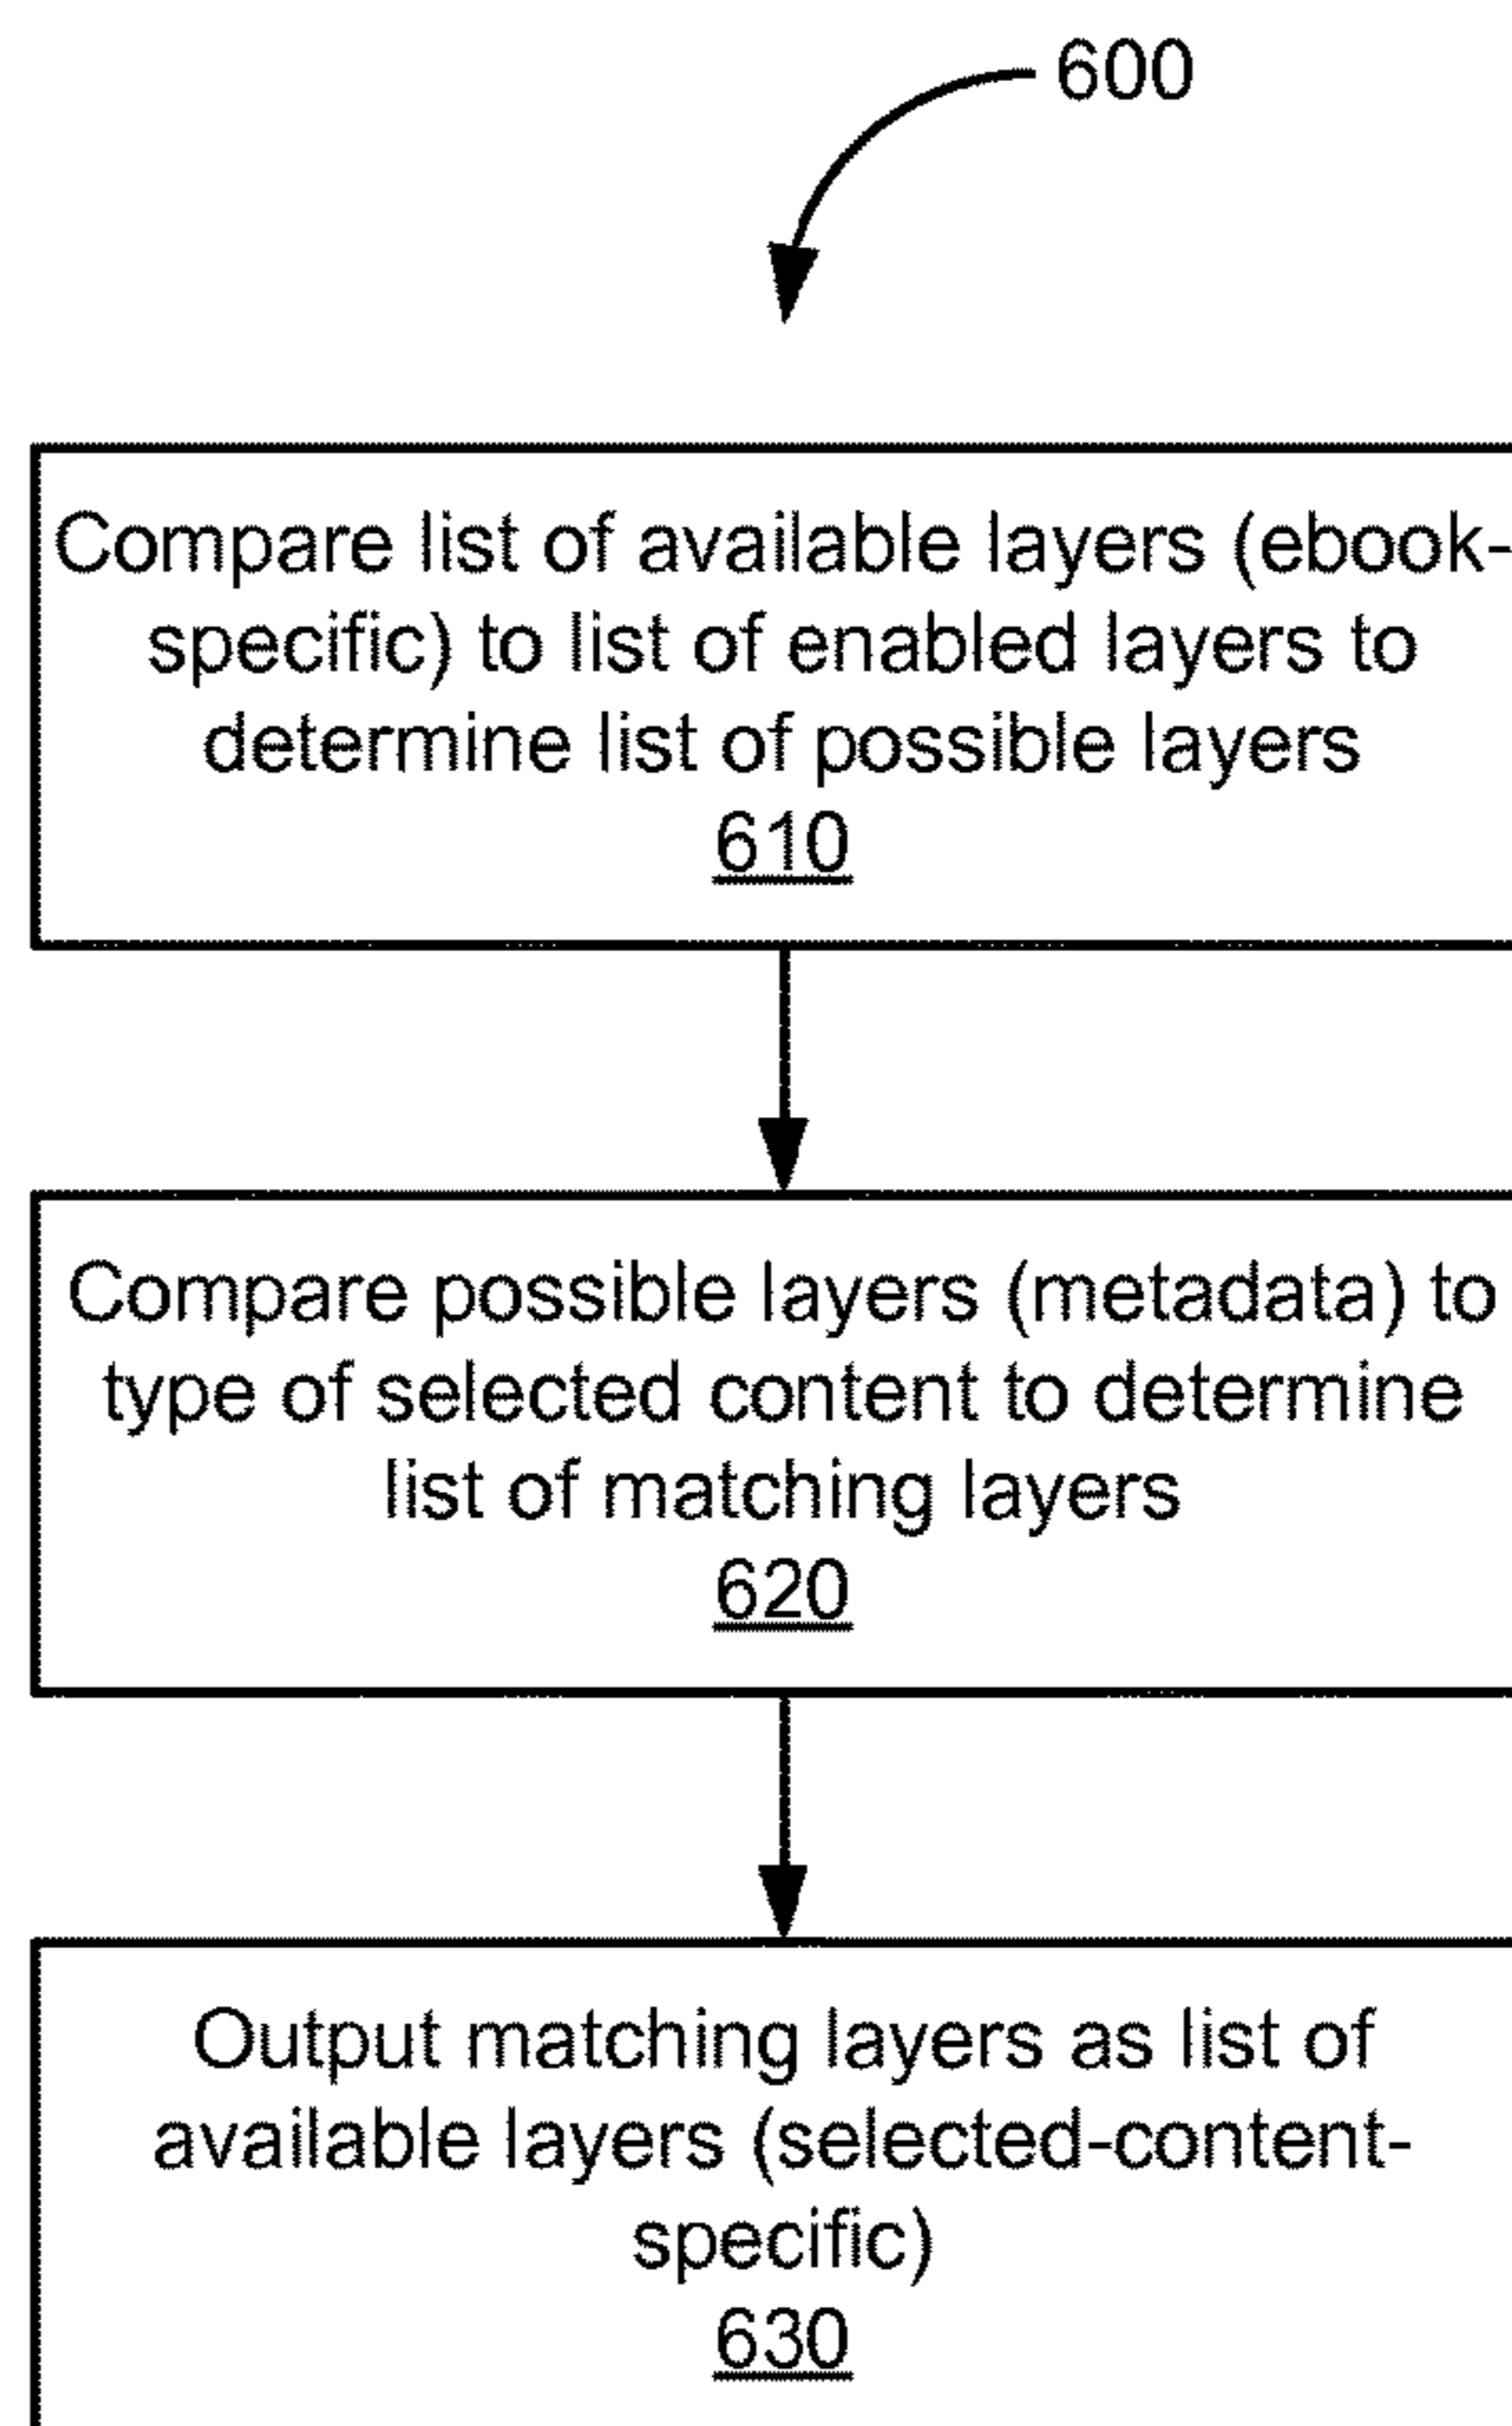 600
Compare list of available layers (ebook-
specific) to list of enabled layers to
determine list of possible layers
610
Compare possible layers (metadata) to
type of selected content to determine
list of matching layers
620
Output matching layers as list of
available layers (selected-content-
specific)
630